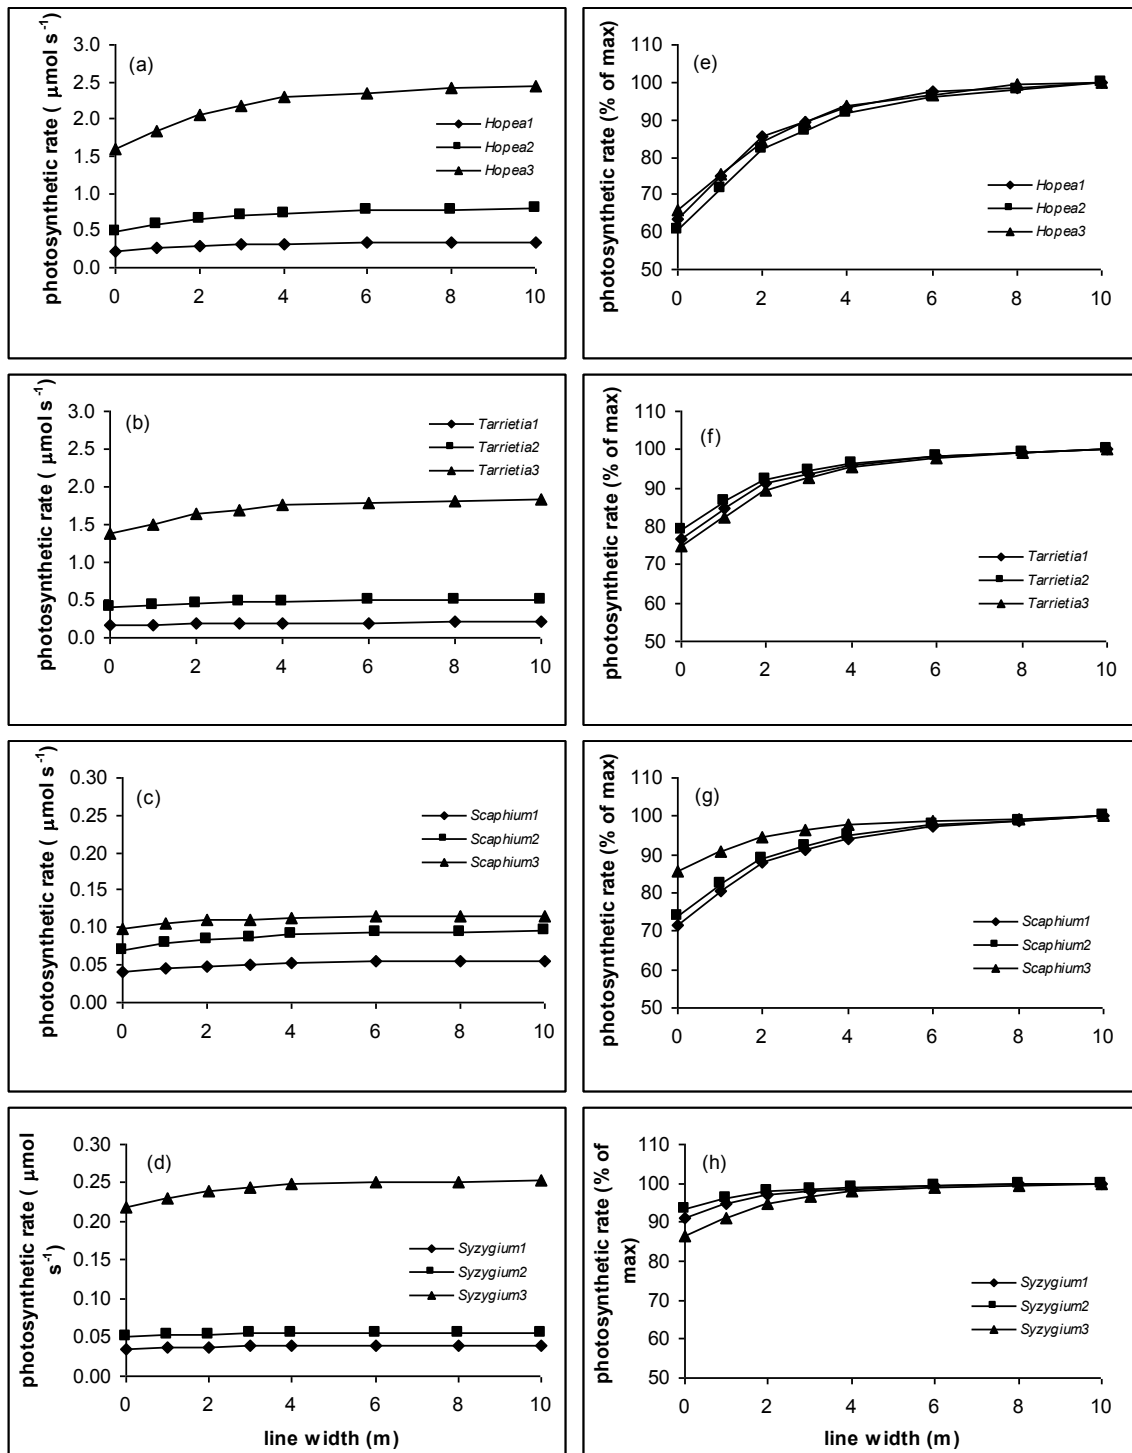 (a)
photosynthetic rate ( μmol s⁻¹)
3.0
2.5
2.0
1.5
1.0
0.5
0.0
Hopea1
Hopea2
Hopea3
0 2 4 6 8 10
(e)
photosynthetic rate (% of max)
110
100
90
80
70
60
50
Hopea1
Hopea2
Hopea3
0 2 4 6 8 10
(b)
photosynthetic rate ( μmol s⁻¹)
3.0
2.5
2.0
1.5
1.0
0.5
0.0
Tarrietia1
Tarrietia2
Tarrietia3
0 2 4 6 8 10
(f)
photosynthetic rate (% of max)
110
100
90
80
70
60
50
Tarrietia1
Tarrietia2
Tarrietia3
0 2 4 6 8 10
(c)
photosynthetic rate ( μmol s⁻¹)
0.30
0.25
0.20
0.15
0.10
0.05
0.00
Scaphium1
Scaphium2
Scaphium3
0 2 4 6 8 10
(g)
photosynthetic rate (% of max)
110
100
90
80
70
60
50
Scaphium1
Scaphium2
Scaphium3
0 2 4 6 8 10
(d)
photosynthetic rate ( μmol
s⁻¹)
0.30
0.25
0.20
0.15
0.10
0.05
0.00
Syzygium1
Syzygium2
Syzygium3
0 2 4 6 8 10
line width (m)
(h)
photosynthetic rate (% of
max)
110
100
90
80
70
60
50
Syzygium1
Syzygium2
Syzygium3
0 2 4 6 8 10
line width (m)